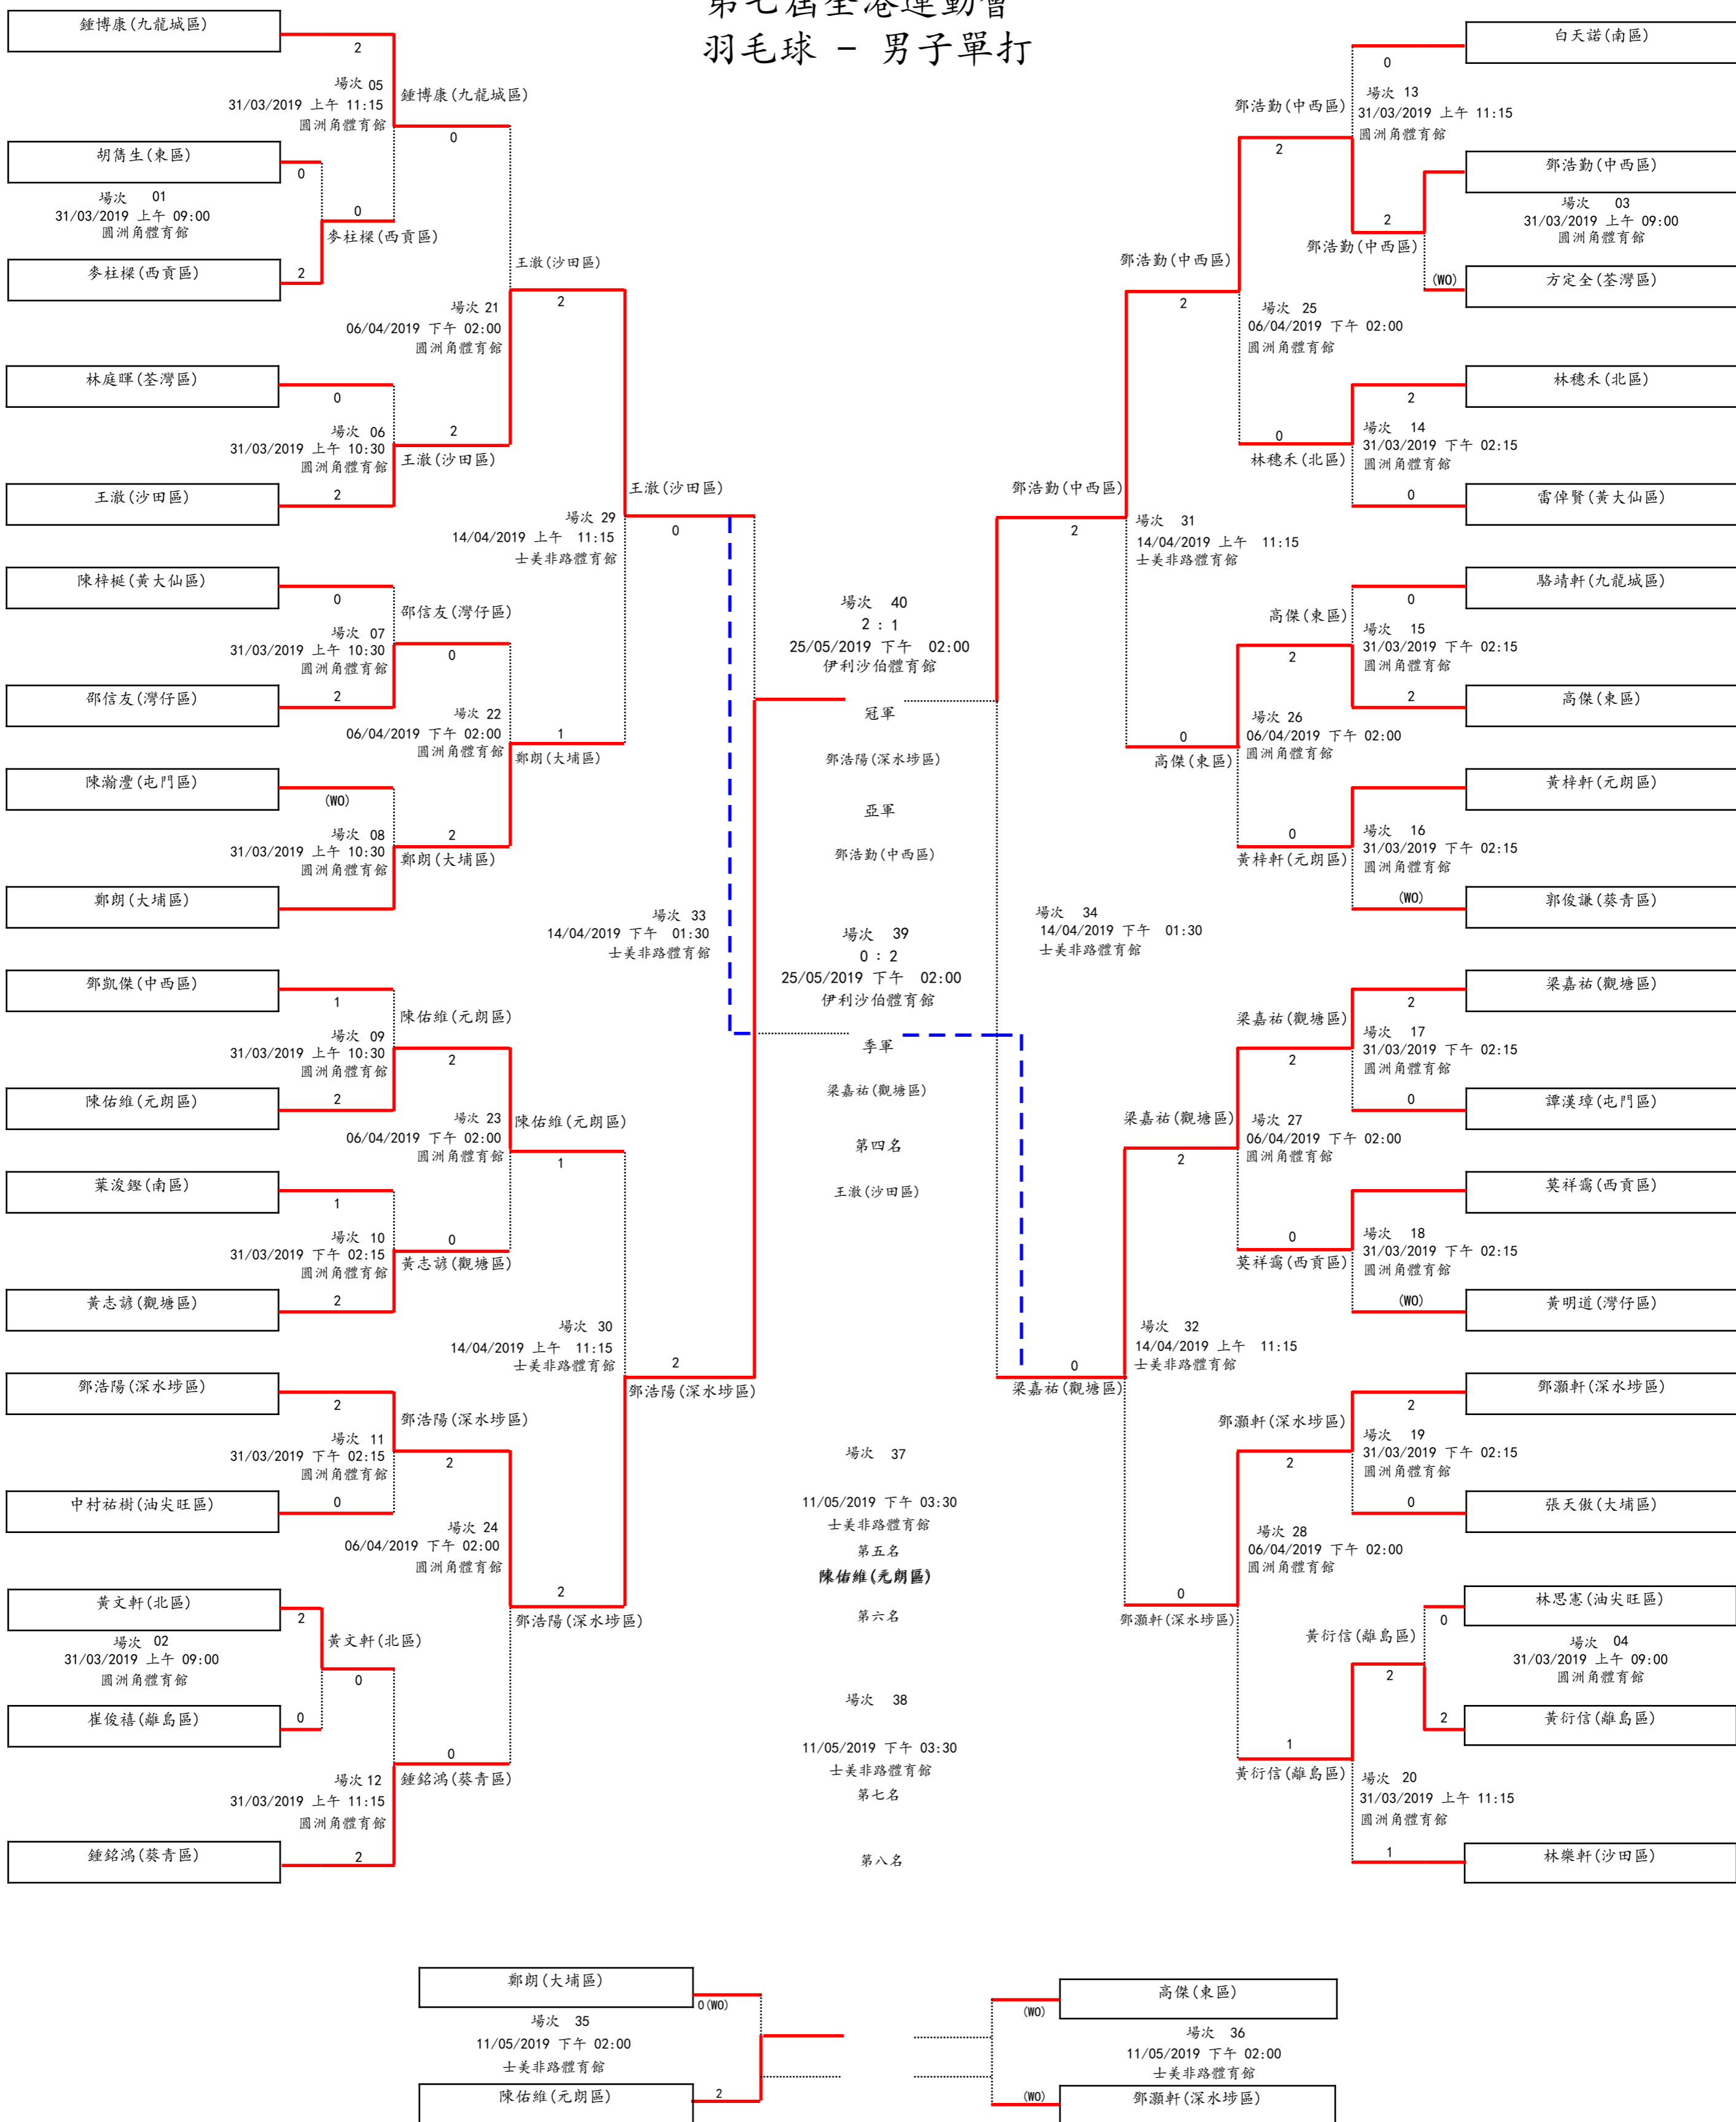 第七屆全港運動會
羽毛球 - 男子單打
鍾博康(九龍城區)
2
場次 05
31/03/2019 上午 11:15
圓洲角體育館
鍾博康(九龍城區)
0
胡雋生(東區)
0
場次 01
31/03/2019 上午 09:00
圓洲角體育館
0
麥柱樑(西貢區)
麥柱樑(西貢區)
2
王澈(沙田區)
2
場次 21
06/04/2019 下午 02:00
圓洲角體育館
林庭暉(荃灣區)
0
場次 06
31/03/2019 上午 10:30
圓洲角體育館
2
王澈(沙田區)
王澈(沙田區)
2
王澈(沙田區)
0
場次 29
14/04/2019 上午 11:15
士美非路體育館
陳梓梃(黃大仙區)
0
場次 07
31/03/2019 上午 10:30
圓洲角體育館
邵信友(灣仔區)
0
邵信友(灣仔區)
2
場次 22
06/04/2019 下午 02:00
圓洲角體育館
1
鄭朗(大埔區)
陳瀚澧(屯門區)
(WO)
場次 08
31/03/2019 上午 10:30
圓洲角體育館
2
鄭朗(大埔區)
鄭朗(大埔區)
場次 33
14/04/2019 下午 01:30
士美非路體育館
鄧凱傑(中西區)
1
場次 09
31/03/2019 上午 10:30
圓洲角體育館
陳佑維(元朗區)
2
陳佑維(元朗區)
2
場次 23
06/04/2019 下午 02:00
圓洲角體育館
陳佑維(元朗區)
1
葉浚鏗(南區)
1
場次 10
31/03/2019 下午 02:15
圓洲角體育館
0
黃志諺(觀塘區)
黃志諺(觀塘區)
2
場次 30
14/04/2019 上午 11:15
士美非路體育館
2
鄧浩陽(深水埗區)
鄧浩陽(深水埗區)
2
場次 11
31/03/2019 下午 02:15
圓洲角體育館
鄧浩陽(深水埗區)
2
中村祐樹(油尖旺區)
0
場次 24
06/04/2019 下午 02:00
圓洲角體育館
2
鄧浩陽(深水埗區)
黃文軒(北區)
2
場次 02
31/03/2019 上午 09:00
圓洲角體育館
黃文軒(北區)
0
崔俊禧(離島區)
0
0
鍾銘鴻(葵青區)
場次 12
31/03/2019 上午 11:15
圓洲角體育館
鍾銘鴻(葵青區)
2
場次 40
2 : 1
25/05/2019 下午 02:00
伊利沙伯體育館
冠軍
鄧浩陽(深水埗區)
亞軍
鄧浩勤(中西區)
場次 39
0 : 2
25/05/2019 下午 02:00
伊利沙伯體育館
季軍
梁嘉祐(觀塘區)
第四名
王澈(沙田區)
場次 37
11/05/2019 下午 03:30
士美非路體育館
第五名
陳佑維(元朗區)
第六名
場次 38
11/05/2019 下午 03:30
士美非路體育館
第七名
第八名
白天諾(南區)
0
場次 13
31/03/2019 上午 11:15
圓洲角體育館
鄧浩勤(中西區)
2
鄧浩勤(中西區)
場次 03
31/03/2019 上午 09:00
圓洲角體育館
2
鄧浩勤(中西區)
(WO)
方定全(荃灣區)
鄧浩勤(中西區)
2
場次 25
06/04/2019 下午 02:00
圓洲角體育館
林穗禾(北區)
2
場次 14
31/03/2019 下午 02:15
圓洲角體育館
0
林穗禾(北區)
0
雷倬賢(黃大仙區)
鄧浩勤(中西區)
2
場次 31
14/04/2019 上午 11:15
士美非路體育館
駱靖軒(九龍城區)
0
場次 15
31/03/2019 下午 02:15
圓洲角體育館
高傑(東區)
2
2
高傑(東區)
場次 26
06/04/2019 下午 02:00
圓洲角體育館
0
高傑(東區)
黃梓軒(元朗區)
場次 16
31/03/2019 下午 02:15
圓洲角體育館
0
黃梓軒(元朗區)
(WO)
郭俊謙(葵青區)
場次 34
14/04/2019 下午 01:30
士美非路體育館
梁嘉祐(觀塘區)
2
場次 17
31/03/2019 下午 02:15
圓洲角體育館
梁嘉祐(觀塘區)
2
0
譚漢璋(屯門區)
梁嘉祐(觀塘區)
2
場次 27
06/04/2019 下午 02:00
圓洲角體育館
莫祥靄(西貢區)
場次 18
31/03/2019 下午 02:15
圓洲角體育館
0
莫祥靄(西貢區)
(WO)
黃明道(灣仔區)
場次 32
14/04/2019 上午 11:15
士美非路體育館
0
梁嘉祐(觀塘區)
鄧灝軒(深水埗區)
2
場次 19
31/03/2019 下午 02:15
圓洲角體育館
鄧灝軒(深水埗區)
2
0
張天傲(大埔區)
場次 28
06/04/2019 下午 02:00
圓洲角體育館
0
鄧灝軒(深水埗區)
林思憲(油尖旺區)
0
場次 04
31/03/2019 上午 09:00
圓洲角體育館
黃衍信(離島區)
2
2
黃衍信(離島區)
1
黃衍信(離島區)
場次 20
31/03/2019 上午 11:15
圓洲角體育館
1
林樂軒(沙田區)
鄭朗(大埔區)
0(WO)
場次 35
11/05/2019 下午 02:00
士美非路體育館
陳佑維(元朗區)
2
高傑(東區)
(WO)
場次 36
11/05/2019 下午 02:00
士美非路體育館
(WO)
鄧灝軒(深水埗區)